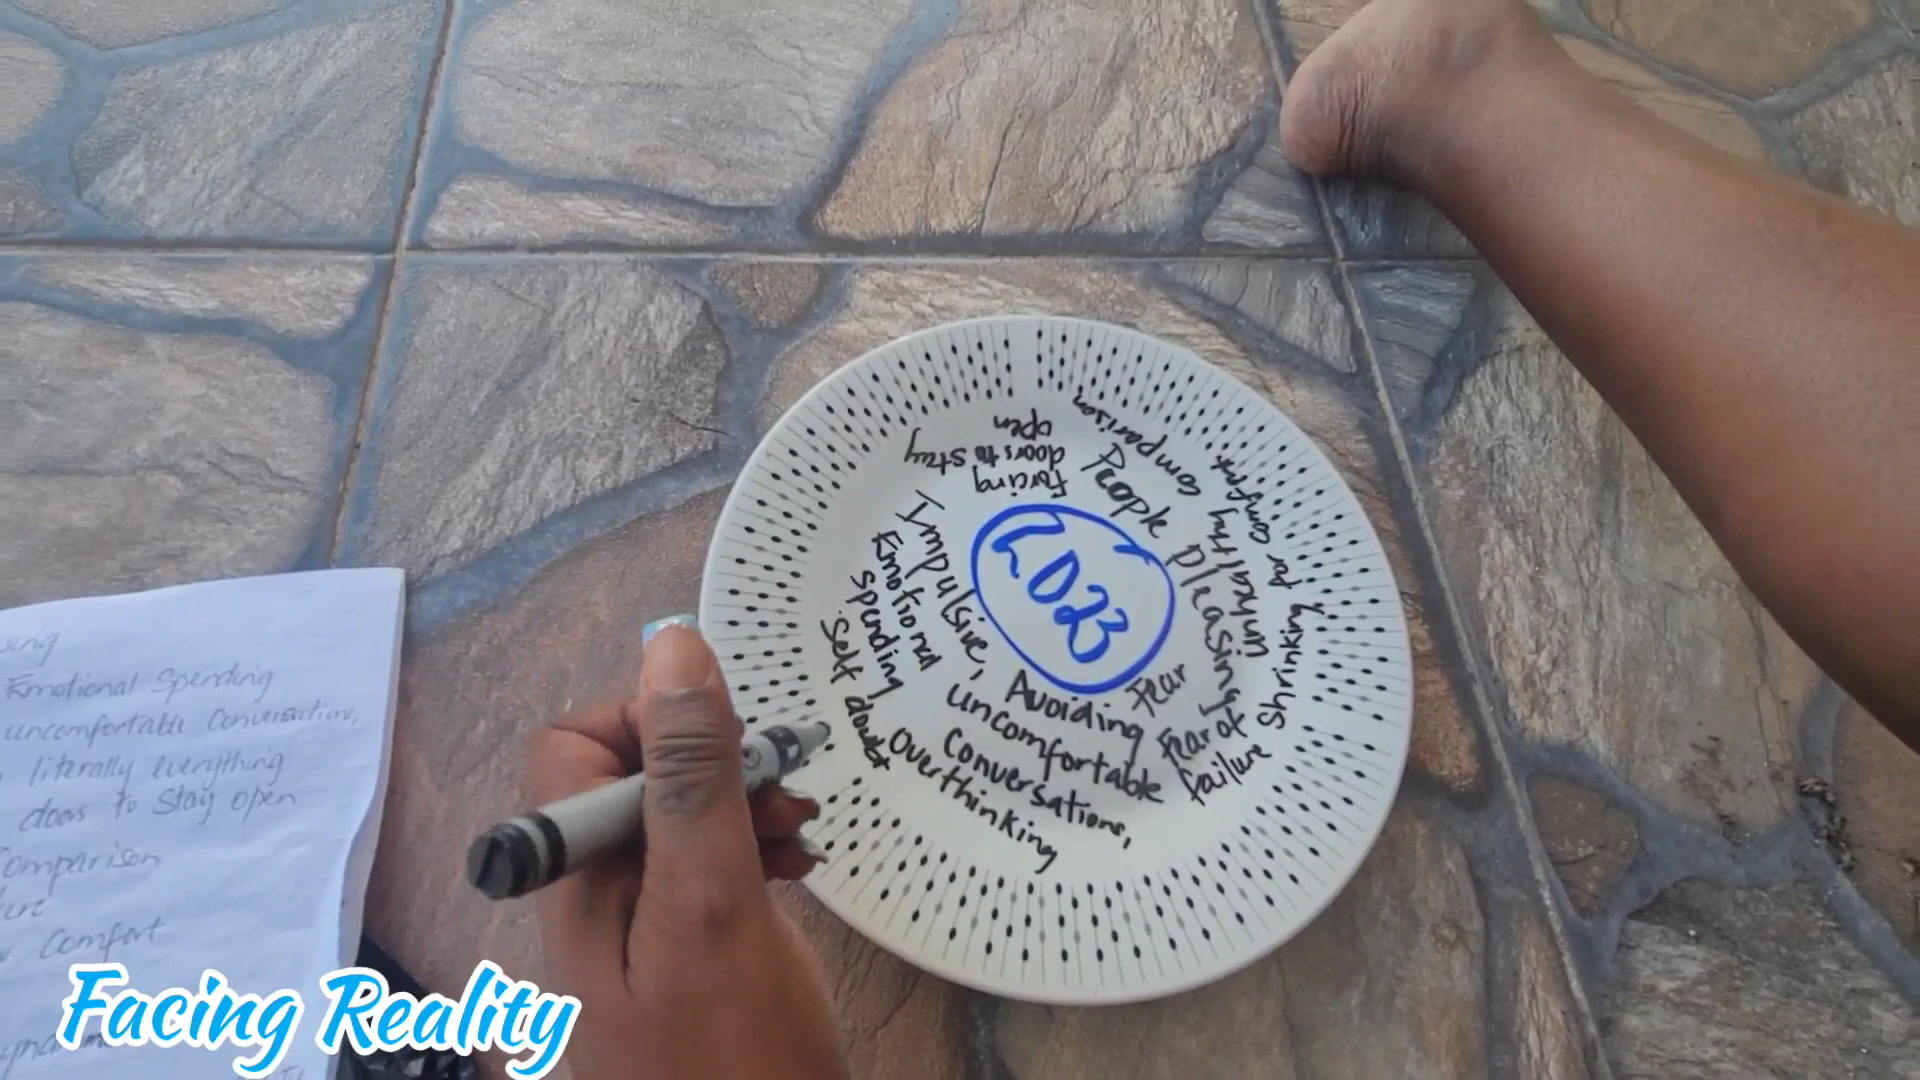 2023
People Pleasing
Fear
Avoiding
uncomfortable
Conversations,
Impulsive,
Emotional
spending
forcing
doors to stay
open
comparison
unhealthy
Fear of
failure
Shrinking
for comfort
Overthinking
Self doubt
Emotional Spending
uncomfortable Conversations,
literally everything
doors to stay open
Comparison
Comfort
Facing Reality